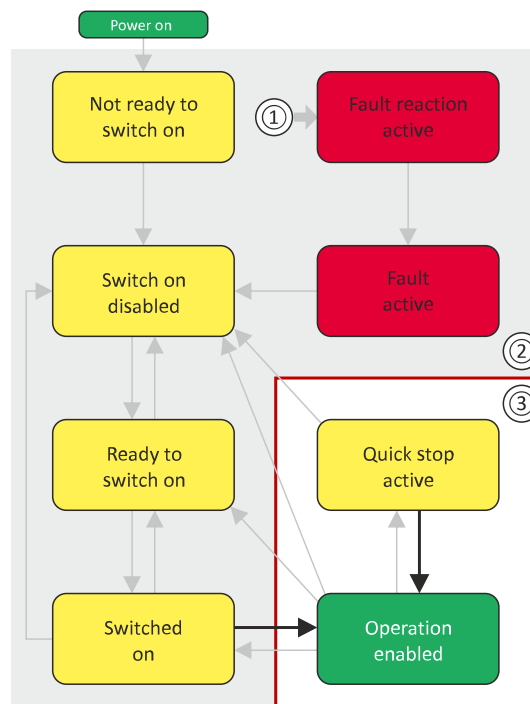 Power on
Not ready to
switch on
1
Fault reaction
active
Switch on
disabled
Fault
active
2
3
Ready to
switch on
Quick stop
active
Switched
on
Operation
enabled